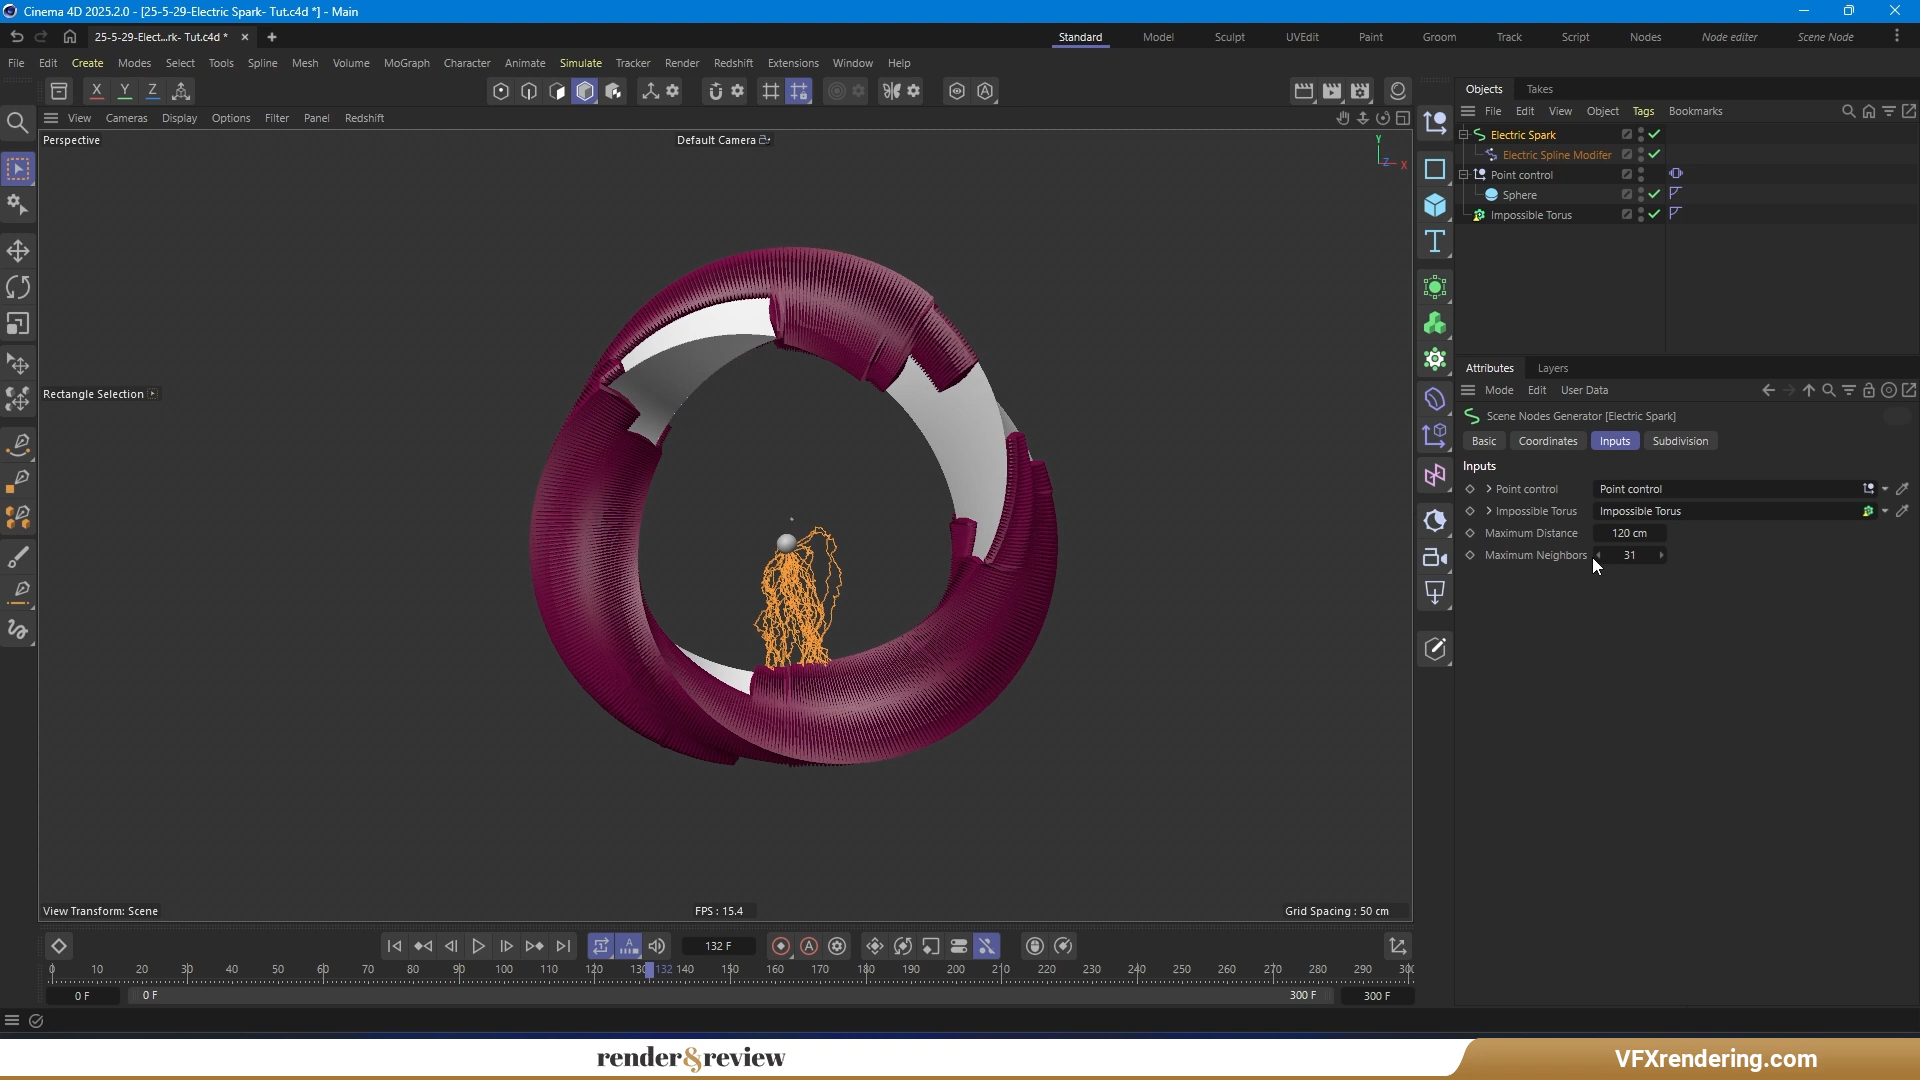 Cinema 4D 2025.2.0 - [25-5-29-Electric Spark- Tut.c4d *] - Main
25-5-29-Elect...rk- Tut.c4d *
Standard Model Sculpt UVEdit Paint Groom Track Script Nodes Node editer Scene Node
File Edit Create Modes Select Tools Spline Mesh Volume MoGraph Character Animate Simulate Tracker Render Redshift Extensions Window Help
X Y Z
View Cameras Display Options Filter Panel Redshift
Perspective
Default Camera
Y
Z X
Rectangle Selection
View Transform: Scene
FPS : 15.4
Grid Spacing : 50 cm
Objects Takes
File Edit View Object Tags Bookmarks
Electric Spark
Electric Spline Modifer
Point control
Sphere
Impossible Torus
Attributes Layers
Mode Edit User Data
Scene Nodes Generator [Electric Spark]
Basic Coordinates Inputs Subdivision
Inputs
Point control Point control
Impossible Torus Impossible Torus
Maximum Distance 120 cm
Maximum Neighbors 31
132 F
0 10 20 30 40 50 60 70 80 90 100 110 120 130 132 140 150 160 170 180 190 200 210 220 230 240 250 260 270 280 290
0 F 0 F 300 F 300 F
render&review
VFXrendering.com